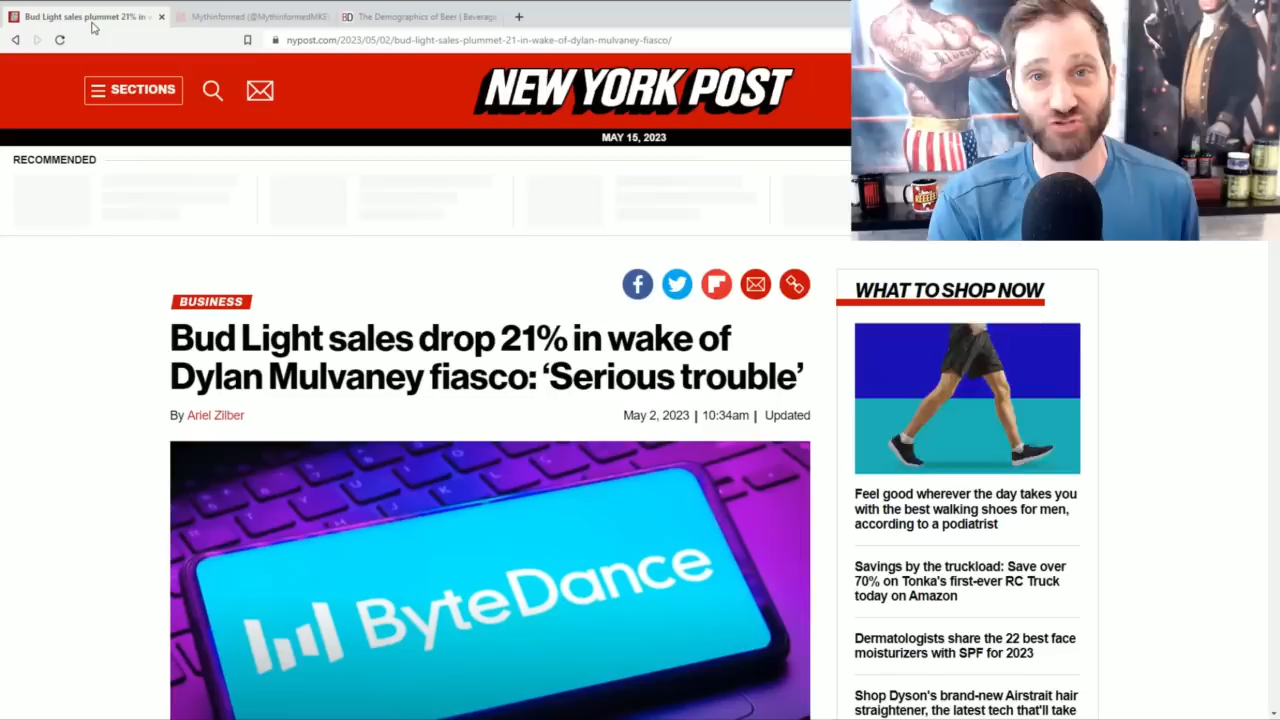 Bud Light sales plummet 21% in
Mythinformed (@MythinformedMKE)
BD The Demographics of Beer | Beverag
nypost.com/2023/05/02/bud-light-sales-plummet-21-in-wake-of-dylan-mulvaney-fiasco/
SECTIONS
NEW YORK POST
MAY 15, 2023
RECOMMENDED
BUSINESS
Bud Light sales drop 21% in wake of
Dylan Mulvaney fiasco: ‘Serious trouble’
By Ariel Zilber
May 2, 2023 | 10:34am | Updated
ByteDance
WHAT TO SHOP NOW
Feel good wherever the day takes you
with the best walking shoes for men,
according to a podiatrist
Savings by the truckload: Save over
70% on Tonka's first-ever RC Truck
today on Amazon
Dermatologists share the 22 best face
moisturizers with SPF for 2023
Shop Dyson's brand-new Airstrait hair
straightener, the latest tech that'll take